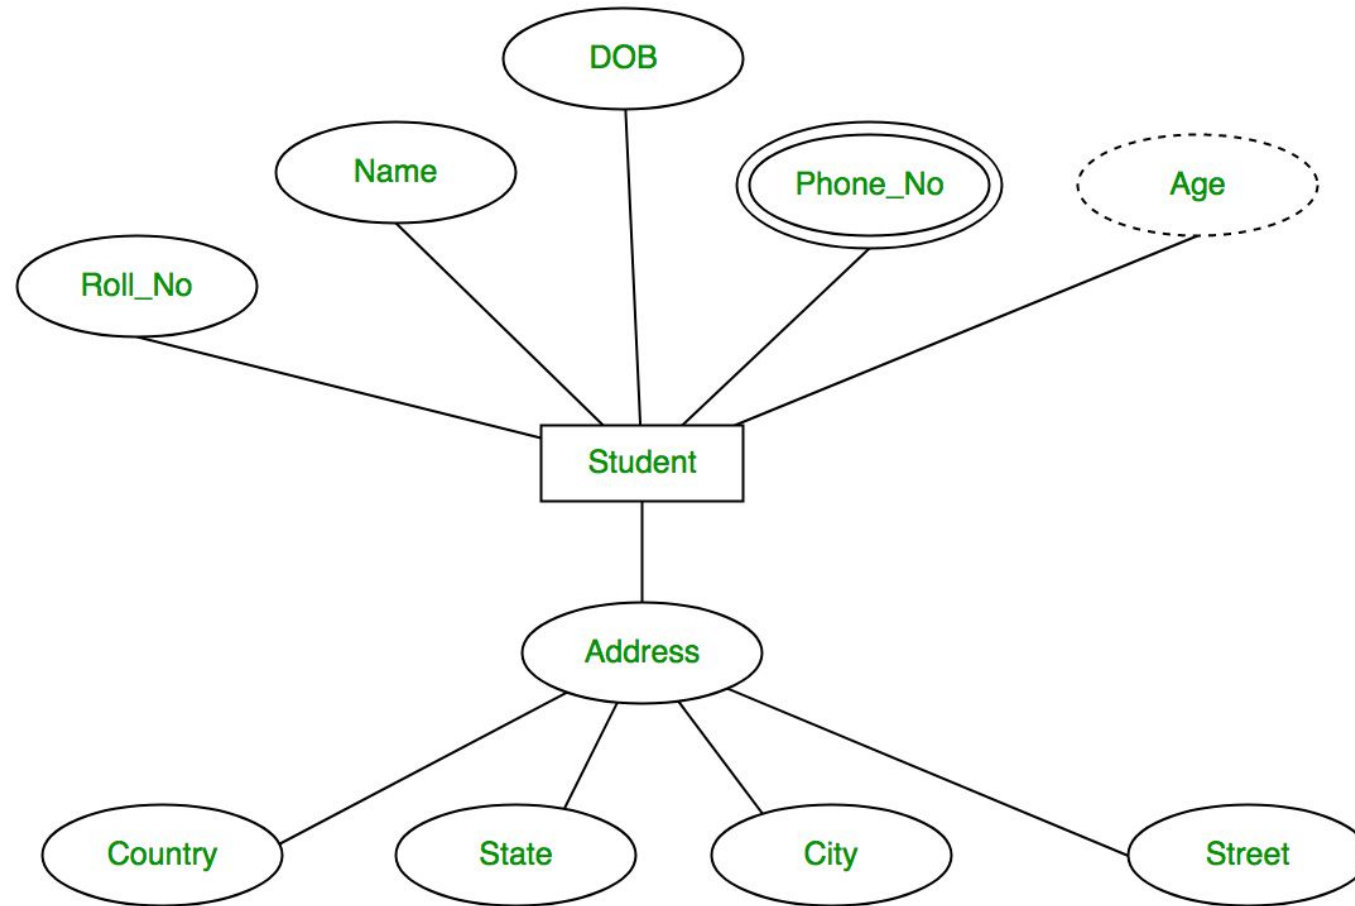 DOB
Name
Phone_No
Age
Roll_No
Student
Address
Country
State
City
Street